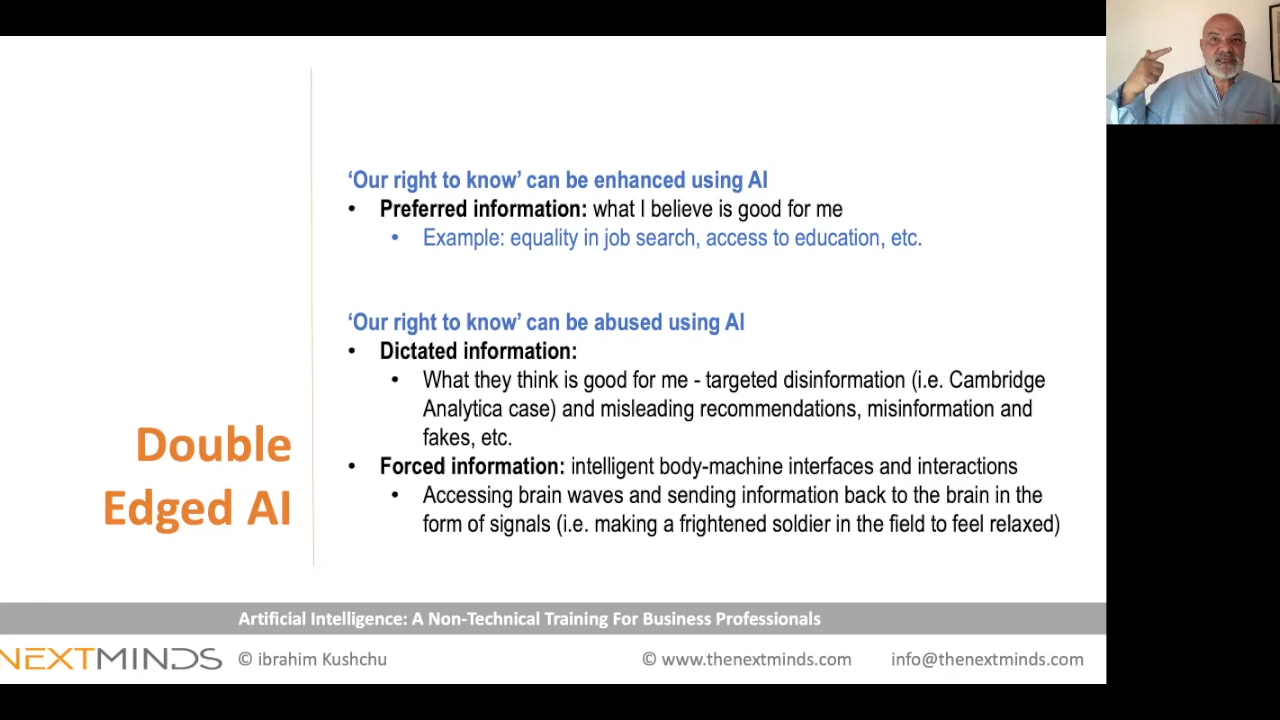 ‘Our right to know’ can be enhanced using AI
• Preferred information: what I believe is good for me
• Example: equality in job search, access to education, etc.
‘Our right to know’ can be abused using AI
• Dictated information:
• What they think is good for me - targeted disinformation (i.e. Cambridge
Analytica case) and misleading recommendations, misinformation and
fakes, etc.
• Forced information: intelligent body-machine interfaces and interactions
• Accessing brain waves and sending information back to the brain in the
form of signals (i.e. making a frightened soldier in the field to feel relaxed)
Double
Edged AI
Artificial Intelligence: A Non-Technical Training For Business Professionals
NEXTMINDS © ibrahim Kushchu © www.thenextminds.com info@thenextminds.com